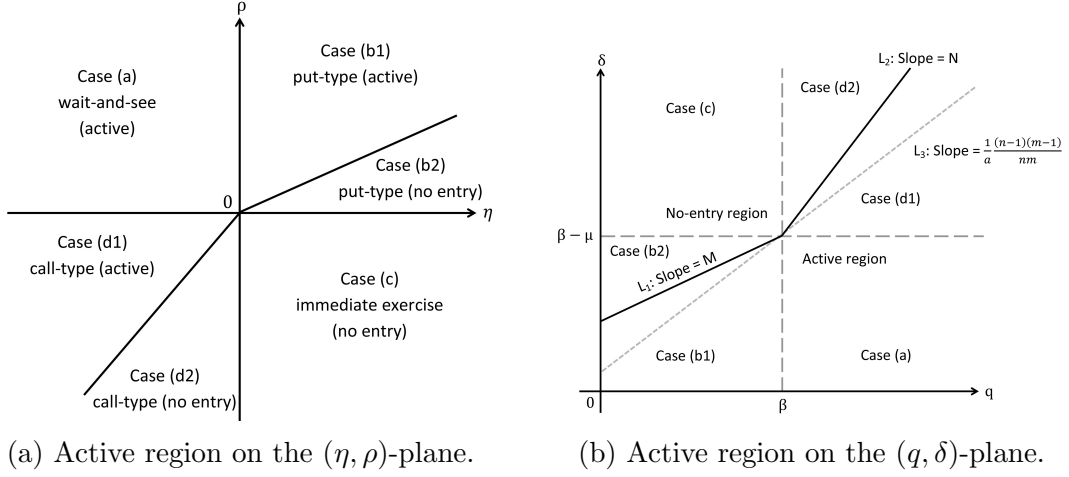 ρ
Case (a)
wait-and-see
(active)
Case (b1)
put-type (active)
Case (b2)
put-type (no entry)
0
η
Case (d1)
call-type (active)
Case (c)
immediate exercise
(no entry)
Case (d2)
call-type (no entry)
(a) Active region on the (η, ρ)-plane.
δ
L₂: Slope = N
Case (d2)
Case (c)
L₃: Slope = \frac{1}{a} \frac{(n−1)(m−1)}{nm}
Case (d1)
No-entry region
β − μ
Case (b2)
Active region
L₁: Slope = M
Case (b1)
Case (a)
0
β
q
(b) Active region on the (q, δ)-plane.